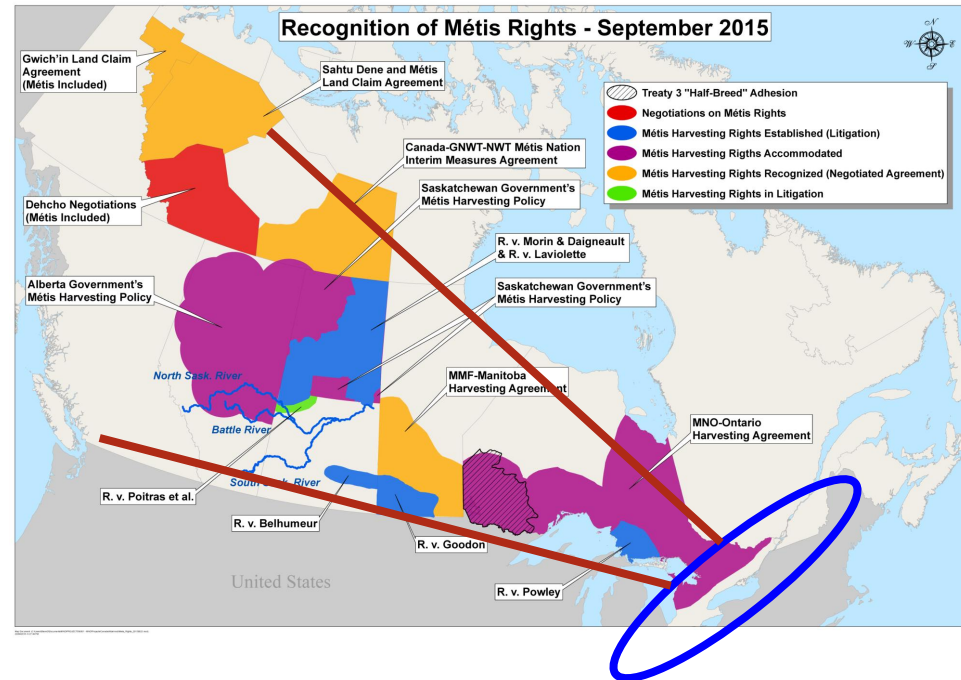 Recognition of Métis Rights - September 2015
N
W
E
S
Gwich'in Land Claim
Agreement
(Métis Included)
Sahtu Dene and Métis
Land Claim Agreement
Treaty 3 "Half-Breed" Adhesion
Negotiations on Métis Rights
Métis Harvesting Rights Established (Litigation)
Métis Harvesting Rigths Accommodated
Métis Harvesting Rights Recognized (Negotiated Agreement)
Métis Harvesting Rights in Litigation
Canada-GNWT-NWT Métis Nation
Interim Measures Agreement
Saskatchewan Government's
Métis Harvesting Policy
Dehcho Negotiations
(Métis Included)
R. v. Morin & Daigneault
& R. v. Laviolette
Alberta Government's
Métis Harvesting Policy
Saskatchewan Government's
Métis Harvesting Policy
North Sask. River
MMF-Manitoba
Harvesting Agreement
MNO-Ontario
Harvesting Agreement
Battle River
South Sask. River
R. v. Poitras et al.
R. v. Belhumeur
R. v. Goodon
R. v. Powley
United States